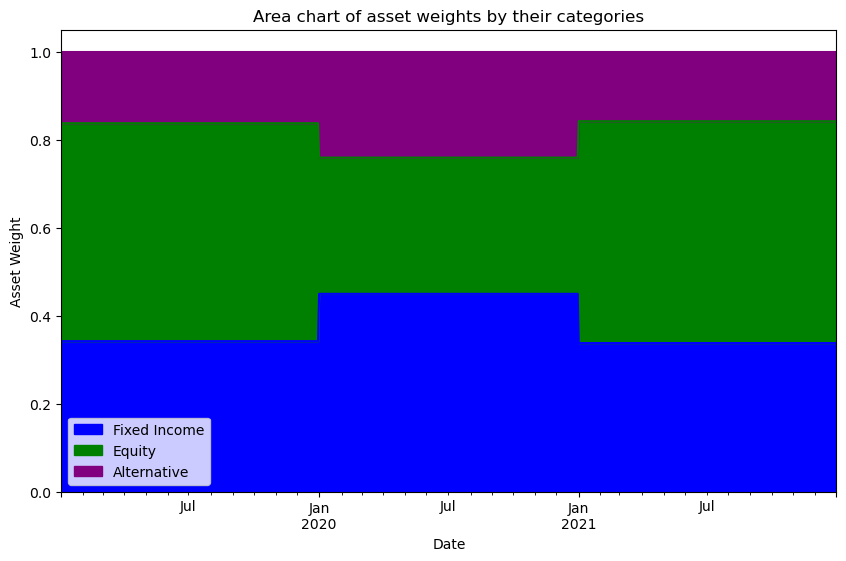 Area chart of asset weights by their categories
Asset Weight
1.0
0.8
0.6
0.4
0.2
0.0
Fixed Income
Equity
Alternative
Jul
Jan
2020
Jul
Jan
2021
Jul
Date